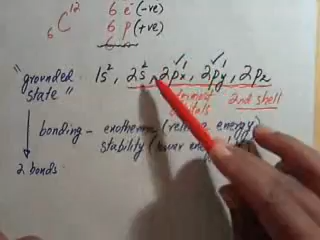 ₆C¹² 6 e⁻ (-ve)
6 p (+ve)
"grounded state" 1s², 2s², 2px¹, 2py¹, 2pz
2nd shell
bonding - exothermic (release energy)
stability (lower energy)
2 bonds